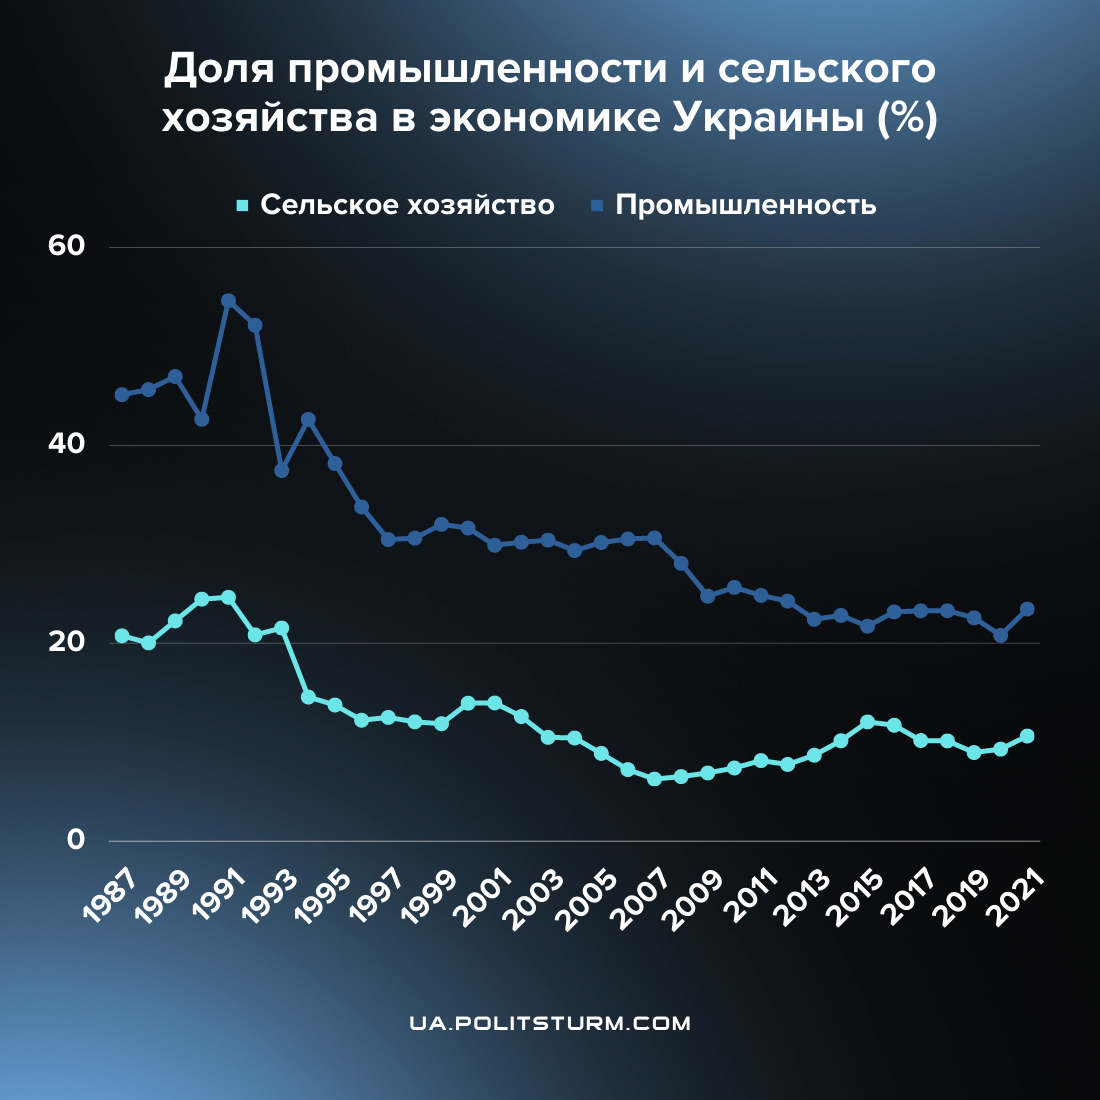 Доля промышленности и сельского
хозяйства в экономике Украины (%)
Сельское хозяйство Промышленность
60
40
20
0
1987 1989 1991 1993 1995 1997 1999 2001 2003 2005 2007 2009 2011 2013 2015 2017 2019 2021
UA.POLITSTURM.COM